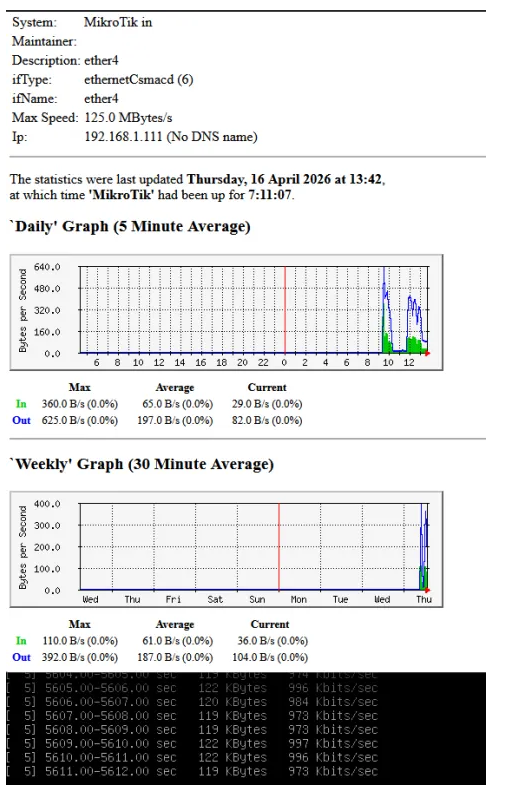 System: MikroTik in
Maintainer:
Description: ether4
ifType: ethernetCsmacd (6)
ifName: ether4
Max Speed: 125.0 MBytes/s
Ip: 192.168.1.111 (No DNS name)
The statistics were last updated Thursday, 16 April 2026 at 13:42,
at which time 'MikroTik' had been up for 7:11:07.
`Daily' Graph (5 Minute Average)
Bytes per Second
640.0
480.0
320.0
160.0
0.0
6 8 10 12 14 16 18 20 22 0 2 4 6 8 10 12
Max Average Current
In 360.0 B/s (0.0%) 65.0 B/s (0.0%) 29.0 B/s (0.0%)
Out 625.0 B/s (0.0%) 197.0 B/s (0.0%) 82.0 B/s (0.0%)
`Weekly' Graph (30 Minute Average)
Bytes per Second
400.0
300.0
200.0
100.0
0.0
Wed Thu Fri Sat Sun Mon Tue Wed Thu
Max Average Current
In 110.0 B/s (0.0%) 61.0 B/s (0.0%) 36.0 B/s (0.0%)
Out 392.0 B/s (0.0%) 187.0 B/s (0.0%) 104.0 B/s (0.0%)
[ 5] 5604.00-5605.00 sec 119 KBytes 974 Kbits/sec
[ 5] 5605.00-5606.00 sec 122 KBytes 996 Kbits/sec
[ 5] 5606.00-5607.00 sec 120 KBytes 984 Kbits/sec
[ 5] 5607.00-5608.00 sec 119 KBytes 973 Kbits/sec
[ 5] 5608.00-5609.00 sec 119 KBytes 973 Kbits/sec
[ 5] 5609.00-5610.00 sec 122 KBytes 997 Kbits/sec
[ 5] 5610.00-5611.00 sec 122 KBytes 996 Kbits/sec
[ 5] 5611.00-5612.00 sec 119 KBytes 973 Kbits/sec